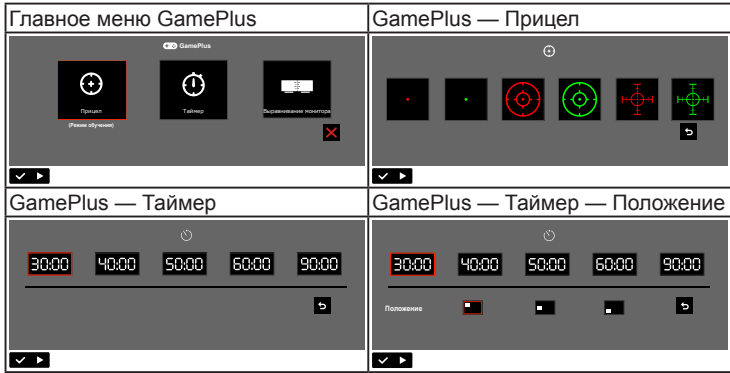 Главное меню GamePlus
GamePlus — Прицел
GamePlus
Прицел
Таймер
Выравнивание монитора
(Режим обучения)
GamePlus — Таймер
GamePlus — Таймер — Положение
30:00 40:00 50:00 60:00 90:00
30:00 40:00 50:00 60:00 90:00
Положение